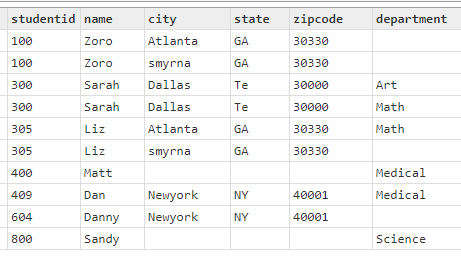 studentid name city state zipcode department
100 Zoro Atlanta GA 30330
100 Zoro smyrna GA 30330
300 Sarah Dallas Te 30000 Art
300 Sarah Dallas Te 30000 Math
305 Liz Atlanta GA 30330 Math
305 Liz smyrna GA 30330
400 Matt Medical
409 Dan Newyork NY 40001 Medical
604 Danny Newyork NY 40001
800 Sandy Science